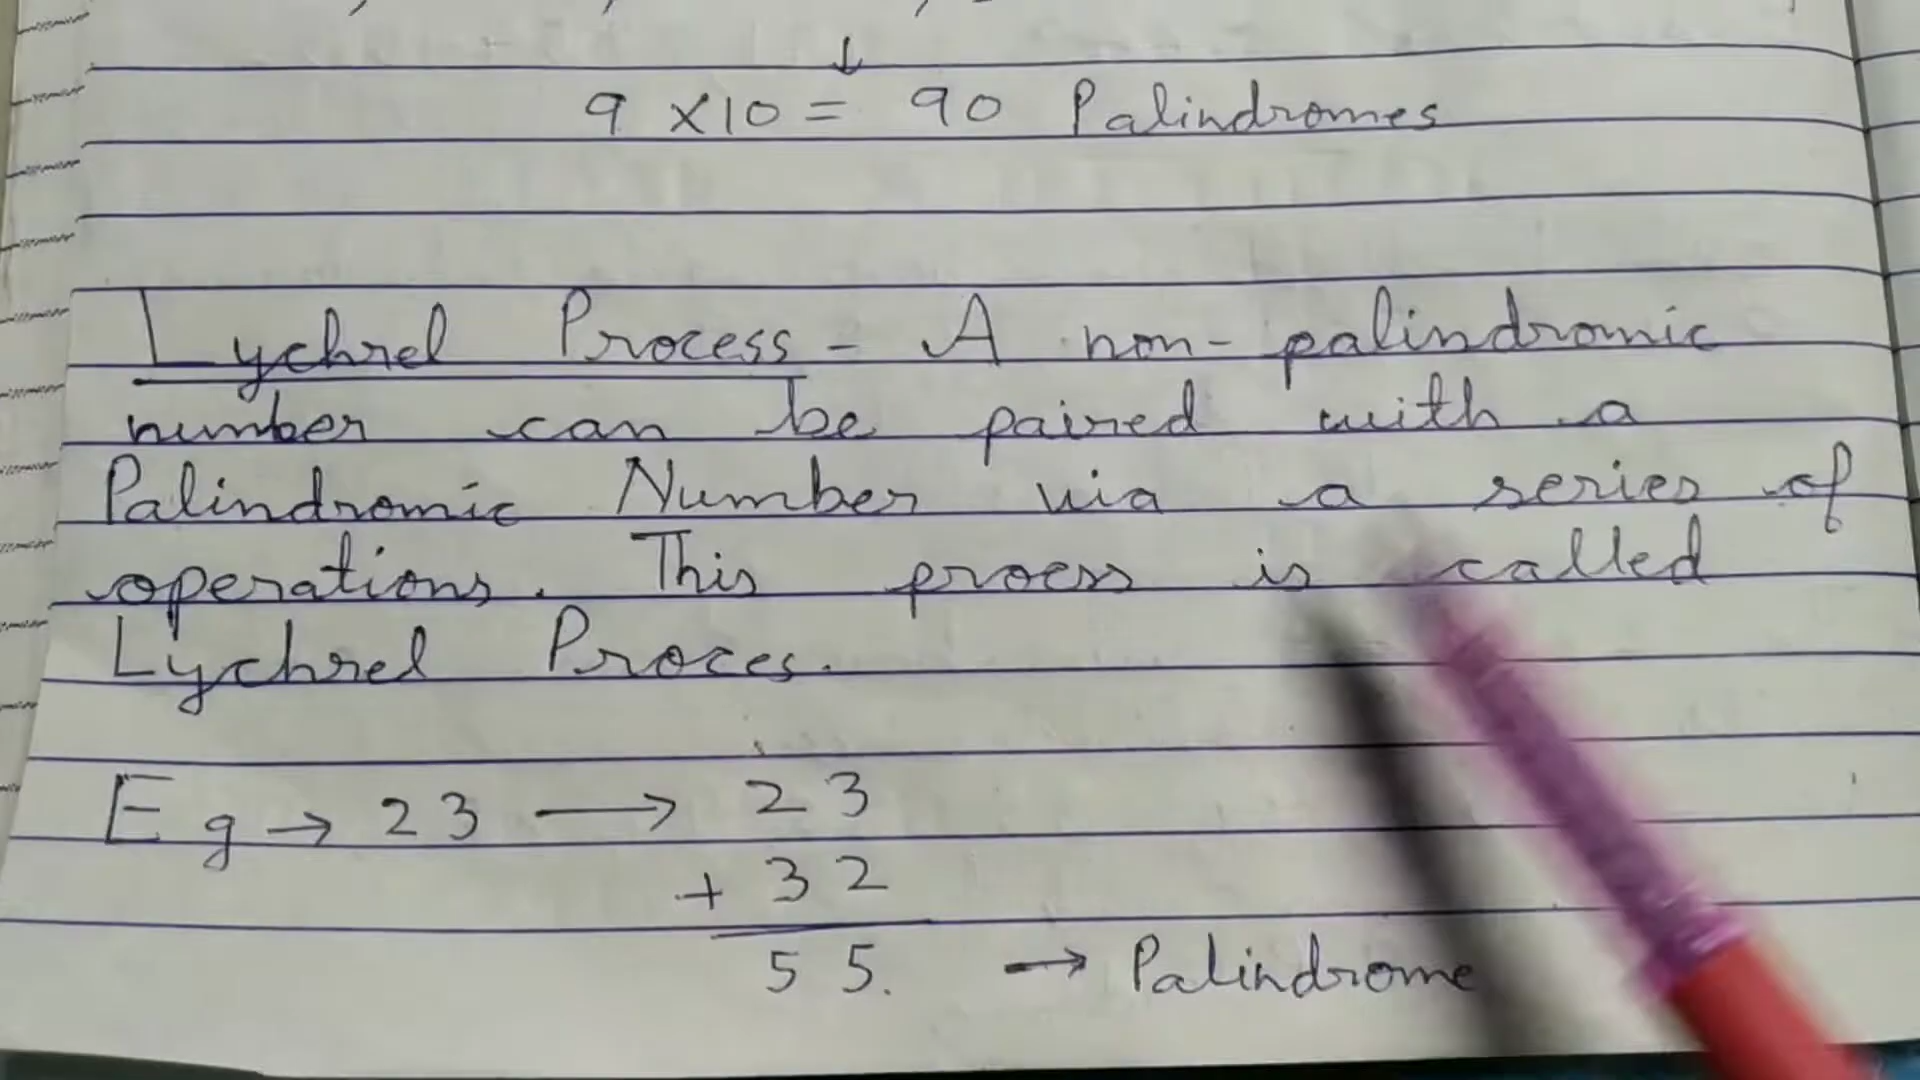 9 × 10 = 90 Palindromes
Lychrel Process - A non-palindromic
number can be paired with a
Palindromic Number via a series of
operations. This process is called
Lychrel Proces.
Eg → 23 → 23
+ 32
55. → Palindrome